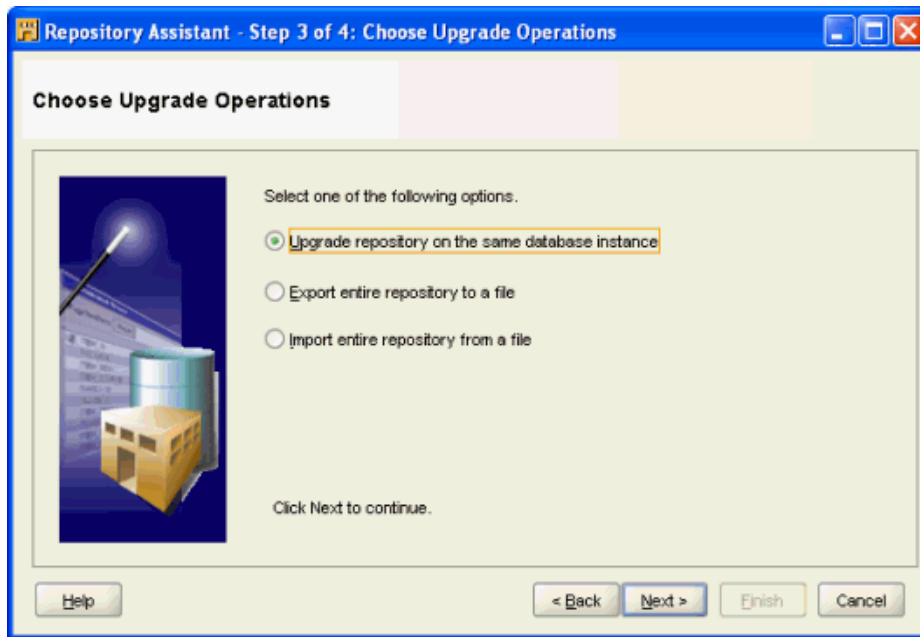 Repository Assistant - Step 3 of 4: Choose Upgrade Operations
Choose Upgrade Operations
Select one of the following options.
Upgrade repository on the same database instance
Export entire repository to a file
Import entire repository from a file
Click Next to continue.
Help
< Back
Next >
Finish
Cancel